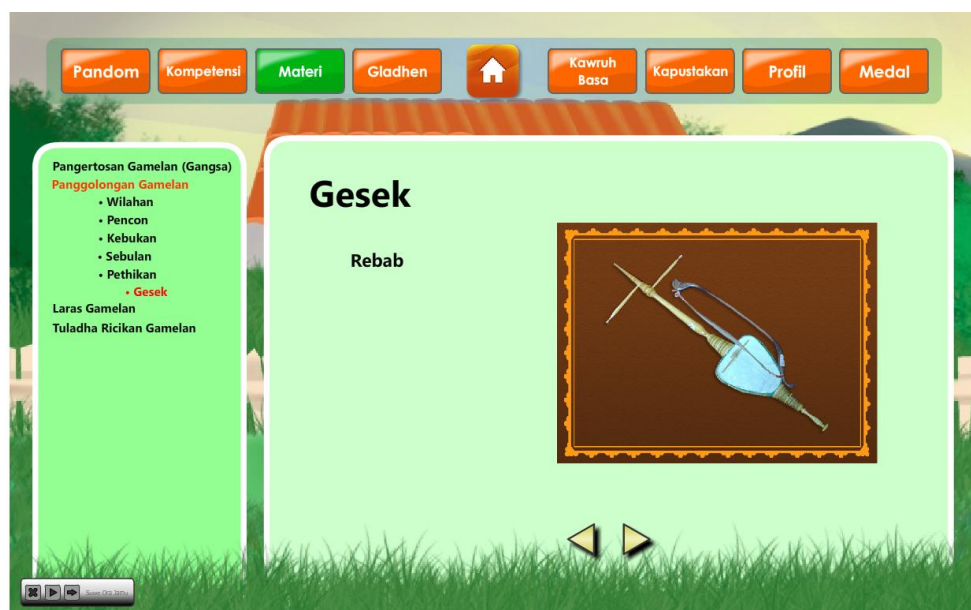 Pandom
Kompetensi
Materi
Gladhen
Kawruh
Basa
Kapustakan
Profil
Medal
Pangertosan Gamelan (Gangsa)
Panggolongan Gamelan
• Wilahan
• Pencon
• Kebukan
• Sebulan
• Pethikan
• Gesek
Laras Gamelan
Tuladha Ricikan Gamelan
Gesek
Rebab